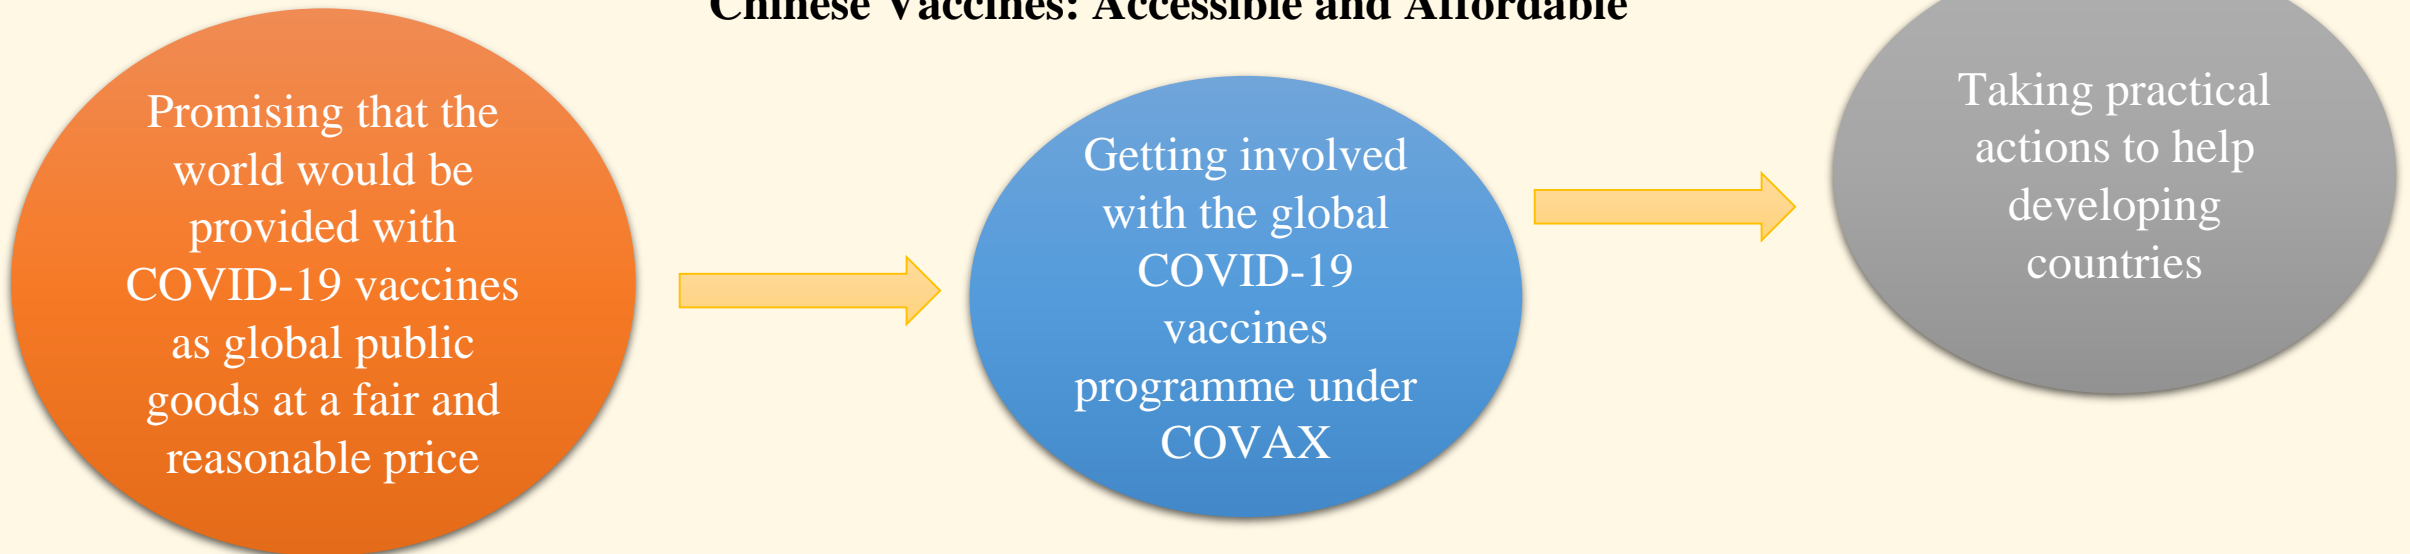 Chinese Vaccines: Accessible and Affordable
Promising that the
world would be
provided with
COVID-19 vaccines
as global public
goods at a fair and
reasonable price
Getting involved
with the global
COVID-19
vaccines
programme under
COVAX
Taking practical
actions to help
developing
countries